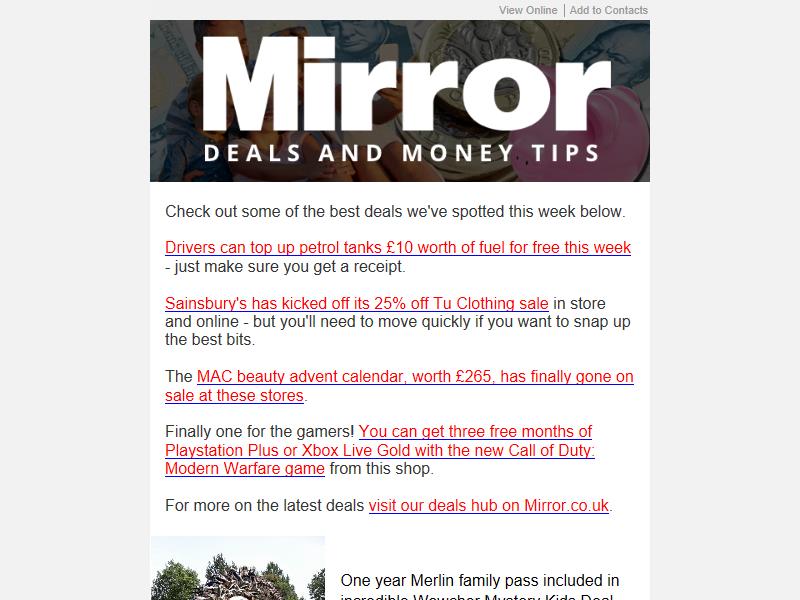 View Online | Add to Contacts
Mirror
DEALS AND MONEY TIPS
Check out some of the best deals we've spotted this week below.
Drivers can top up petrol tanks £10 worth of fuel for free this week
- just make sure you get a receipt.
Sainsbury's has kicked off its 25% off Tu Clothing sale in store
and online - but you'll need to move quickly if you want to snap up
the best bits.
The MAC beauty advent calendar, worth £265, has finally gone on
sale at these stores.
Finally one for the gamers! You can get three free months of
Playstation Plus or Xbox Live Gold with the new Call of Duty:
Modern Warfare game from this shop.
For more on the latest deals visit our deals hub on Mirror.co.uk.
One year Merlin family pass included in
incredible Wowcher Mystery Kids Deal